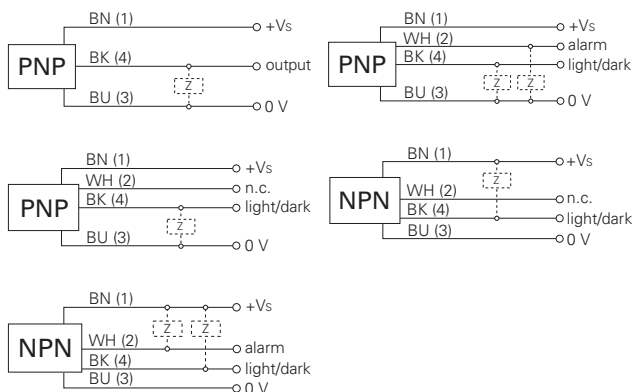 BN (1) +Vs
PNP BK (4) output
Z
BU (3) 0 V
BN (1) +Vs
WH (2) alarm
PNP BK (4) light/dark
Z Z
BU (3) 0 V
BN (1) +Vs
WH (2) n.c.
PNP BK (4) light/dark
Z
BU (3) 0 V
BN (1) +Vs
Z
NPN WH (2) n.c.
BK (4) light/dark
BU (3) 0 V
BN (1) +Vs
Z Z
NPN WH (2) alarm
BK (4) light/dark
BU (3) 0 V